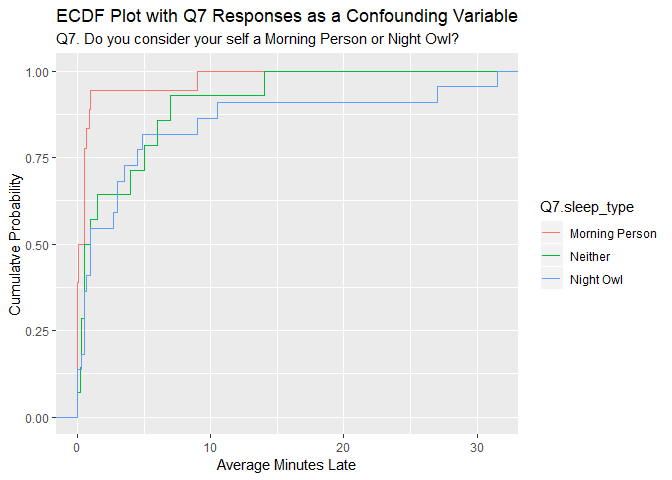 ECDF Plot with Q7 Responses as a Confounding Variable
Q7. Do you consider your self a Morning Person or Night Owl?
1.00
0.75
0.50
0.25
0.00
Cumulatve Probability
0
10
20
30
Average Minutes Late
Q7.sleep_type
Morning Person
Neither
Night Owl